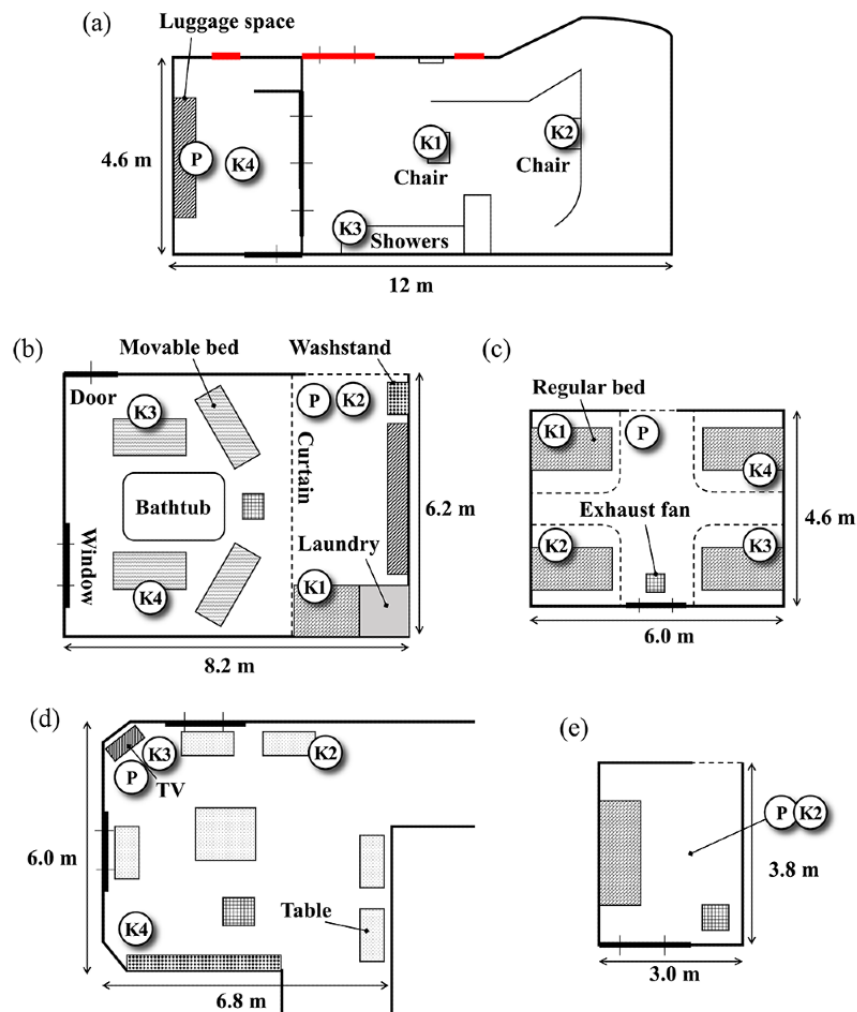 (a)
Luggage space
4.6 m
P
K4
K1
Chair
K2
Chair
K3
Showers
12 m
(b)
Movable bed
Washstand
Door
K3
P
K2
Curtain
Bathtub
Window
6.2 m
Laundry
K1
K4
8.2 m
(c)
Regular bed
K1
P
K4
Exhaust fan
4.6 m
K2
K3
6.0 m
(d)
K3
K2
P
TV
6.0 m
Table
K4
6.8 m
(e)
P
K2
3.8 m
3.0 m